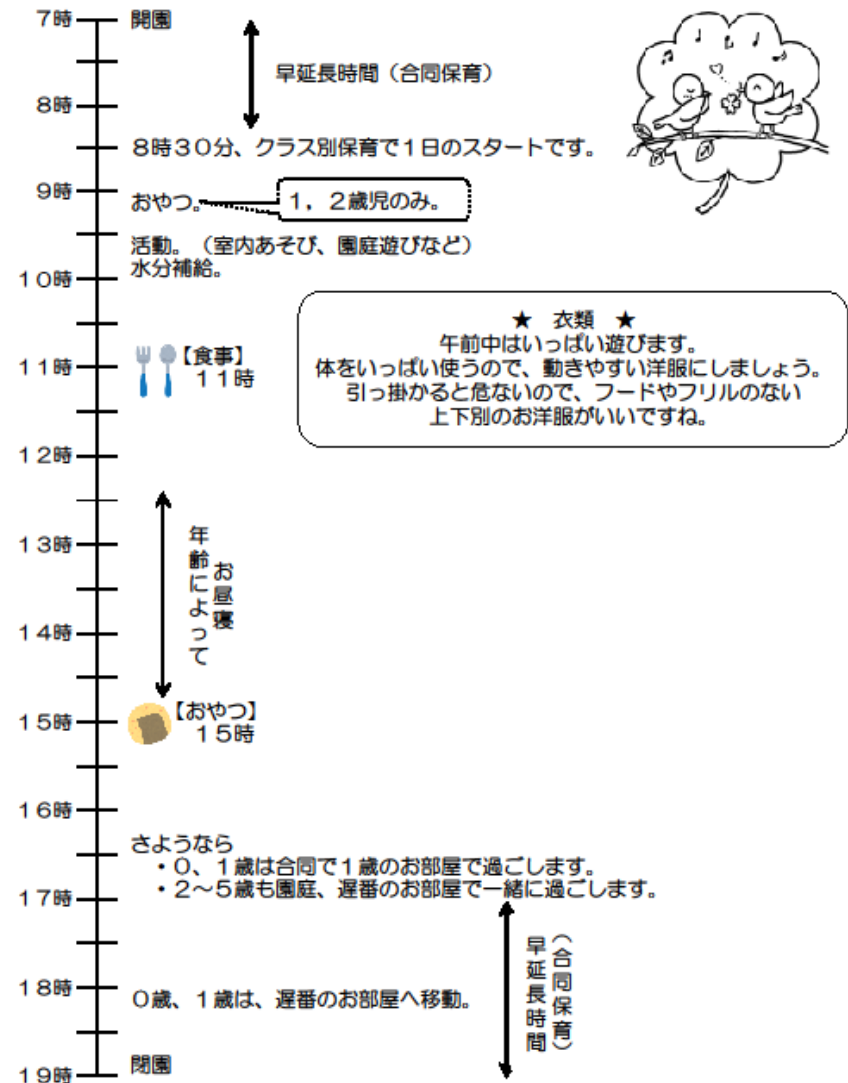 7時
開園
早延長時間（合同保育）
8時
8時30分、クラス別保育で1日のスタートです。
9時
おやつ。
1，2歳児のみ。
活動。（室内あそび、園庭遊びなど）
水分補給。
10時
★　衣類　★
午前中はいっぱい遊びます。
体をいっぱい使うので、動きやすい洋服にしましょう。
引っ掛かると危ないので、フードやフリルのない
上下別のお洋服がいいですね。
11時
【食事】
11時
12時
13時
年齢によって
お昼寝
14時
15時
【おやつ】
15時
16時
さようなら
・0、1歳は合同で1歳のお部屋で過ごします。
・2～5歳も園庭、遅番のお部屋で一緒に過ごします。
17時
早延長時間
（合同保育）
18時
0歳、1歳は、遅番のお部屋へ移動。
閉園
19時